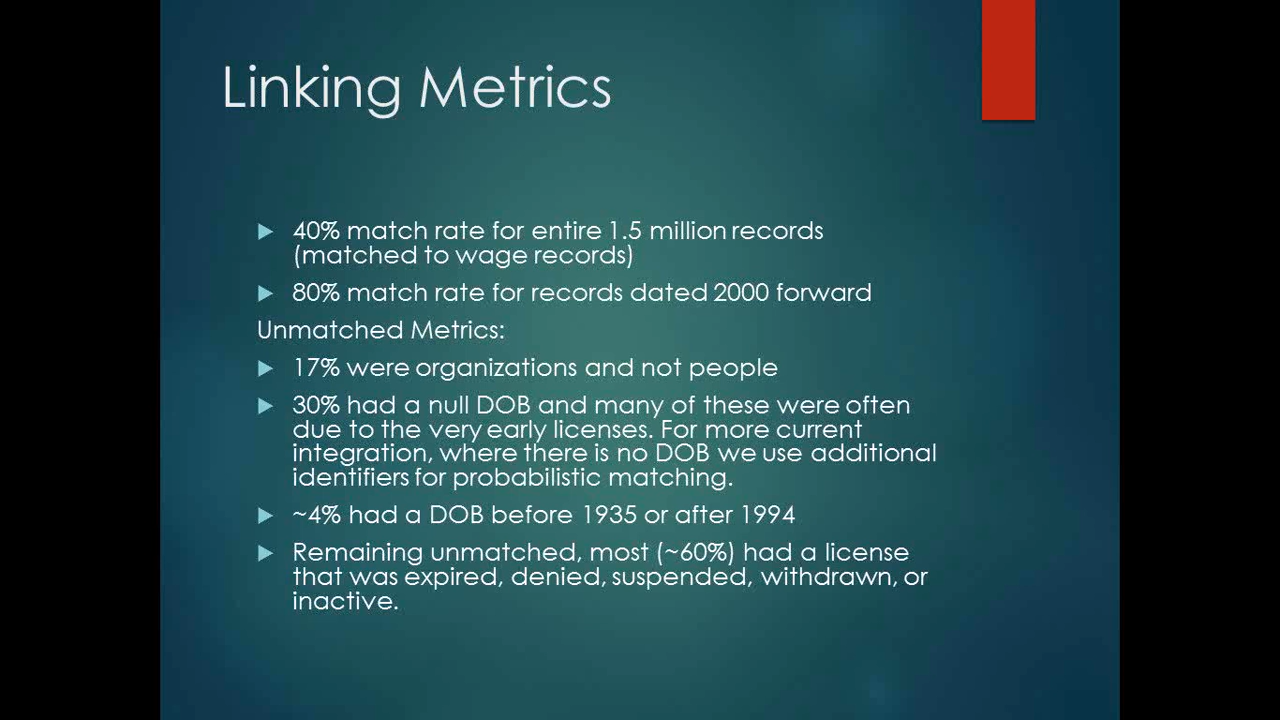 Linking Metrics
40% match rate for entire 1.5 million records
(matched to wage records)
80% match rate for records dated 2000 forward
Unmatched Metrics:
17% were organizations and not people
30% had a null DOB and many of these were often
due to the very early licenses. For more current
integration, where there is no DOB we use additional
identifiers for probabilistic matching.
~4% had a DOB before 1935 or after 1994
Remaining unmatched, most (~60%) had a license
that was expired, denied, suspended, withdrawn, or
inactive.